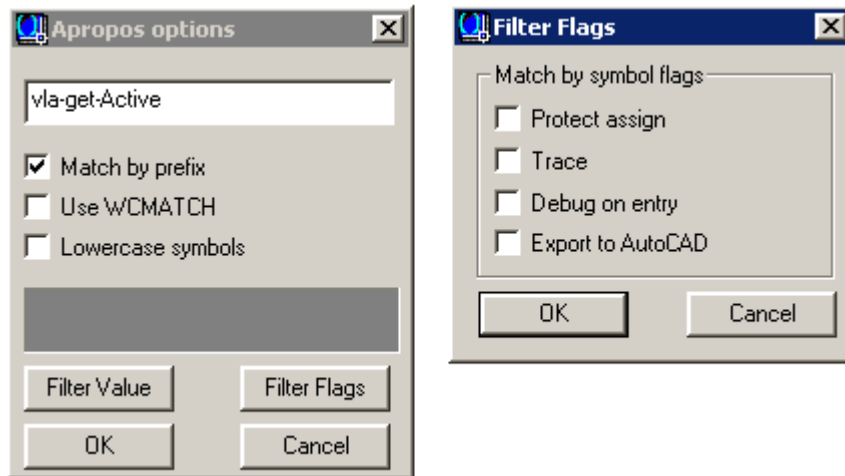 Apropos options
vla-get-Active
Match by prefix
Use WCMATCH
Lowercase symbols
Filter Value
Filter Flags
OK
Cancel
Filter Flags
Match by symbol flags
Protect assign
Trace
Debug on entry
Export to AutoCAD
OK
Cancel